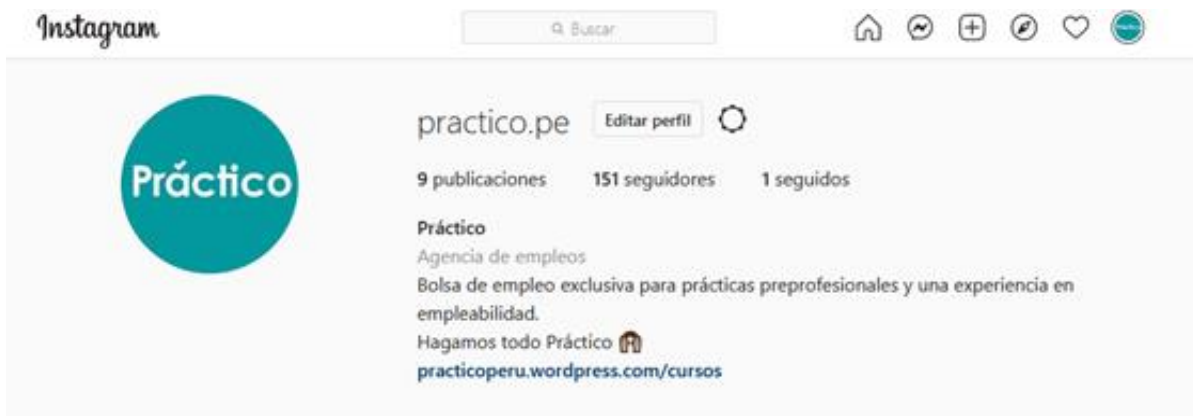 Instagram
Buscar
Práctico
practico.pe
Editar perfil
9 publicaciones 151 seguidores 1 seguidos
Práctico
Agencia de empleos
Bolsa de empleo exclusiva para prácticas preprofesionales y una experiencia en
empleabilidad.
Hagamos todo Práctico
practicoperu.wordpress.com/cursos